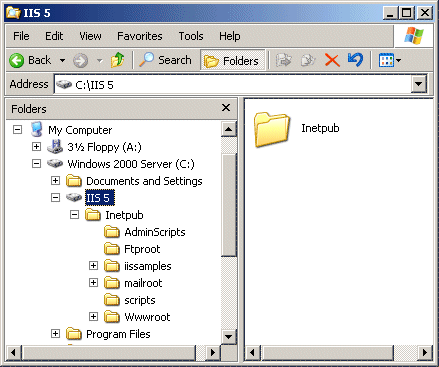 IIS 5
File Edit View Favorites Tools Help
Back Search Folders
Address C:\IIS 5
Folders
My Computer
3½ Floppy (A:)
Windows 2000 Server (C:)
Documents and Settings
IIS 5
Inetpub
AdminScripts
Ftproot
iissamples
mailroot
scripts
Wwwroot
Program Files
Inetpub